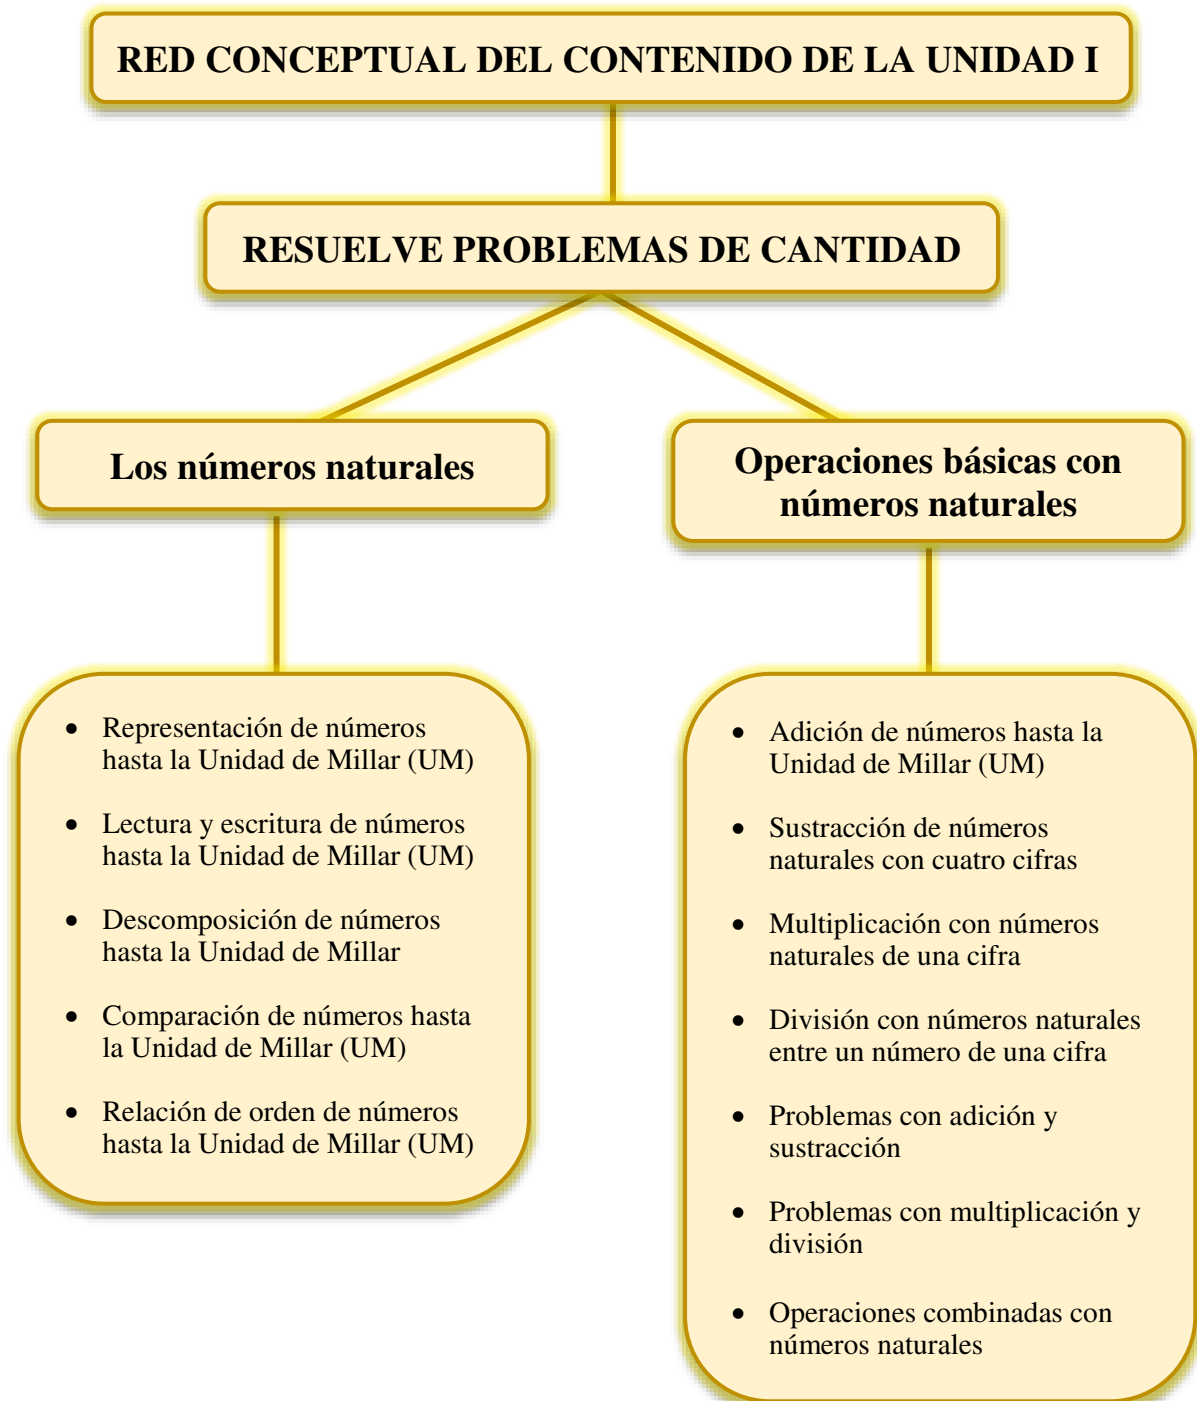 RED CONCEPTUAL DEL CONTENIDO DE LA UNIDAD I
RESUELVE PROBLEMAS DE CANTIDAD
Los números naturales
• Representación de números
hasta la Unidad de Millar (UM)
• Lectura y escritura de números
hasta la Unidad de Millar (UM)
• Descomposición de números
hasta la Unidad de Millar
• Comparación de números hasta
la Unidad de Millar (UM)
• Relación de orden de números
hasta la Unidad de Millar (UM)
Operaciones básicas con
números naturales
• Adición de números hasta la
Unidad de Millar (UM)
• Sustracción de números
naturales con cuatro cifras
• Multiplicación con números
naturales de una cifra
• División con números naturales
entre un número de una cifra
• Problemas con adición y
sustracción
• Problemas con multiplicación y
división
• Operaciones combinadas con
números naturales